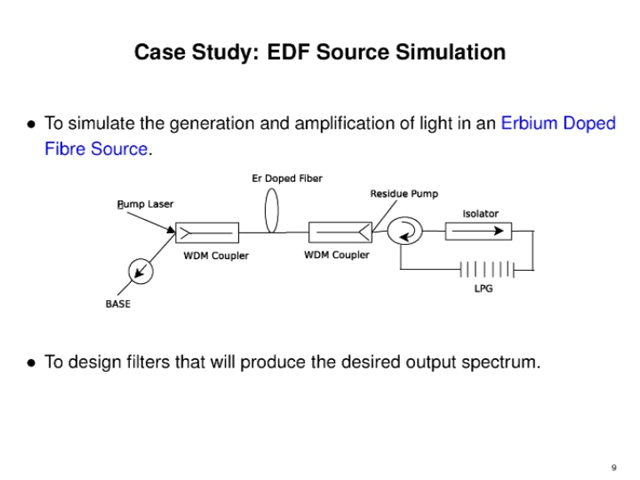 Case Study: EDF Source Simulation
● To simulate the generation and amplification of light in an Erbium Doped
Fibre Source.
Er Doped Fiber
Pump Laser
Residue Pump
Isolator
WDM Coupler
WDM Coupler
LPG
BASE
● To design filters that will produce the desired output spectrum.
9